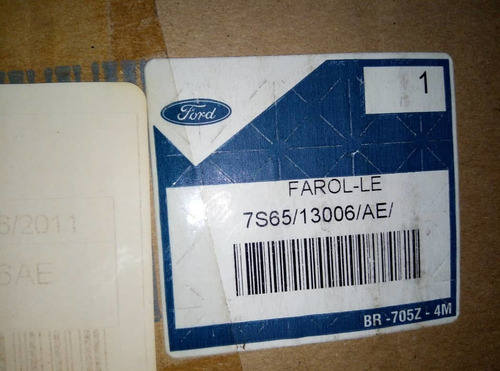 1
Ford
FAROL-LE
7S65/13006/AE/
BR -705Z - 4M
6/2011
6AE